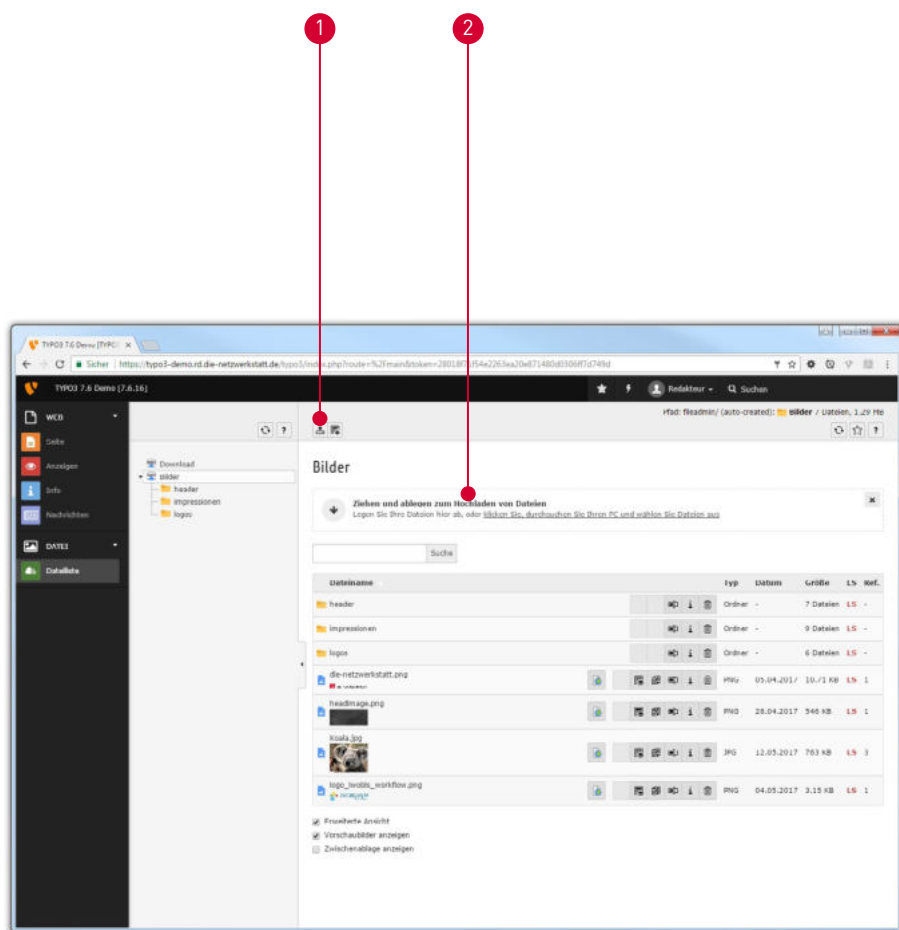 1 2
TYPO3 7.6 Demo [TYPO
Sicher https://typo3-demo.rd.die-netzwerkstatt.de/typo3/index.php?route=%2Fmain&token=
TYPO3 7.6 Demo [7.6.16] Redakteur Suchen
WEB
Seite
Anzeigen
Info
Nachrichten
DATEI
Dateiliste
?
Download
Bilder
header
impressionen
logos
Pfad: fileadmin/ (auto-created): Bilder 7 Dateien, 1.29 MB
?
Bilder
Ziehen und ablegen zum Hochladen von Dateien
Legen Sie Ihre Dateien hier ab, oder klicken Sie, durchsuchen Sie Ihren PC und wählen Sie Dateien aus
Suche
Dateiname Typ Datum Größe LS Ref.
header Ordner - 7 Dateien LS -
impressionen Ordner - 9 Dateien LS -
logos Ordner - 6 Dateien LS -
die-netzwerkstatt.png PNG 05.04.2017 10.71 KB LS 1
headimage.png PNG 28.04.2017 546 KB LS 1
Koala.jpg JPG 12.05.2017 763 KB LS 3
logo_iwobls_workflow.png PNG 04.05.2017 3.15 KB LS 1
Erweiterte Ansicht
Vorschaubilder anzeigen
Zwischenablage anzeigen